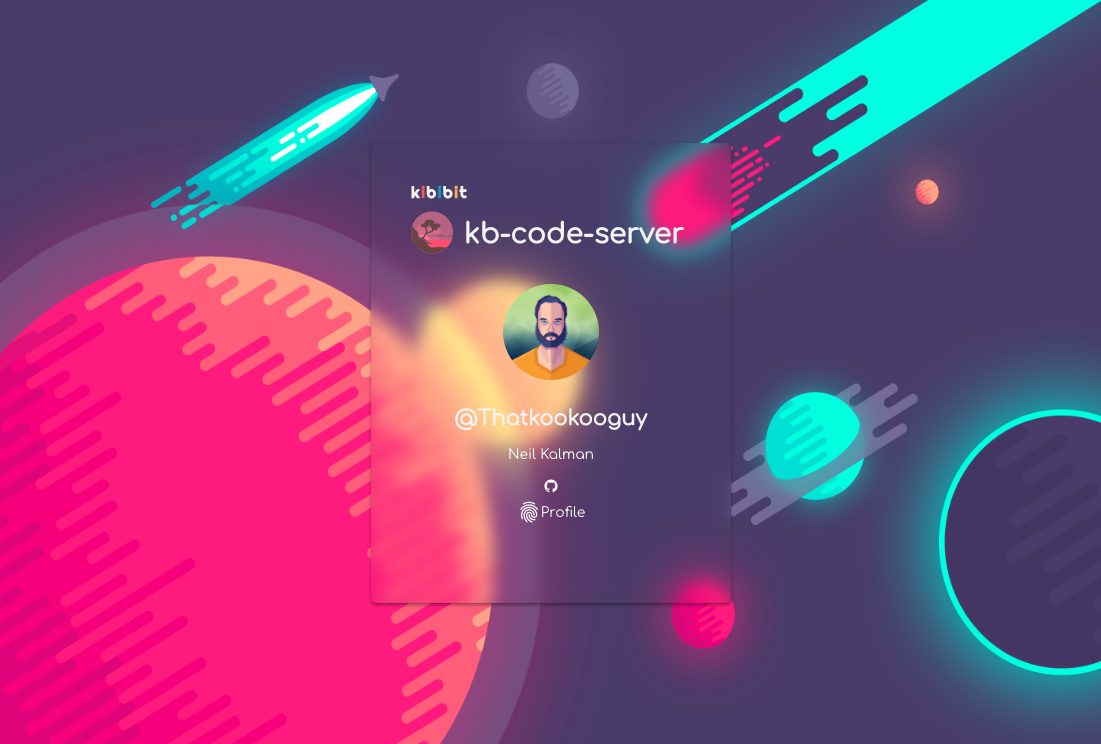 kibibit
kb-code-server
@Thatkookooguy
Neil Kalman
Profile